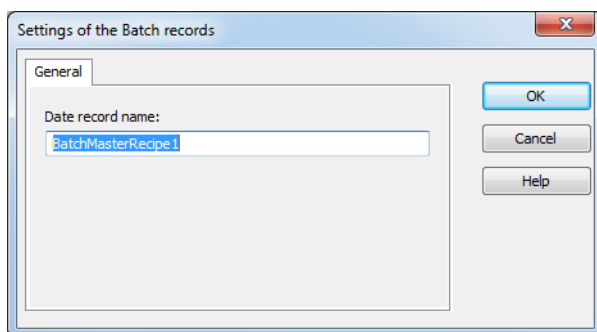 Settings of the Batch records
General
Date record name:
BatchMasterRecipe1
OK
Cancel
Help